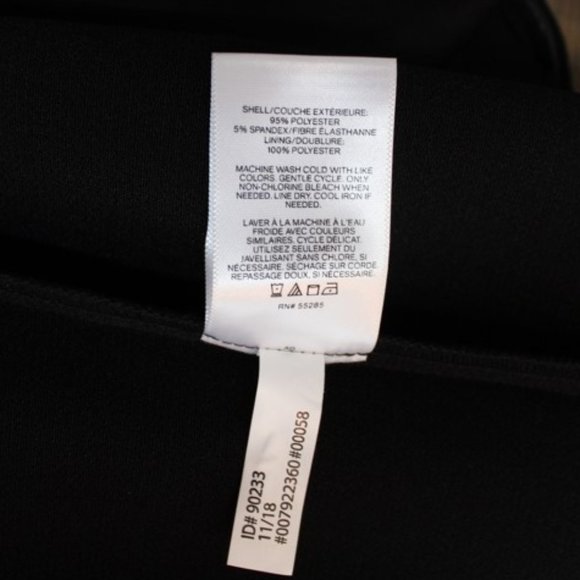 SHELL/COUCHE EXTÉRIEURE:
95% POLYESTER
5% SPANDEX/FIBRE ÉLASTHANNE
LINING/DOUBLURE:
100% POLYESTER
MACHINE WASH COLD WITH LIKE
COLORS. GENTLE CYCLE. ONLY
NON-CHLORINE BLEACH WHEN
NEEDED. LINE DRY. COOL IRON IF
NEEDED.
LAVER À LA MACHINE À L'EAU
FROIDE AVEC COULEURS
SIMILAIRES. CYCLE DÉLICAT.
UTILISEZ SEULEMENT DU
JAVELLISANT SANS CHLORE, SI
NÉCESSAIRE. SÉCHAGE SUR CORDE.
REPASSAGE DOUX, SI NÉCESSAIRE.
RN# 55285
ID# 90233
11/18
#007922360#00058